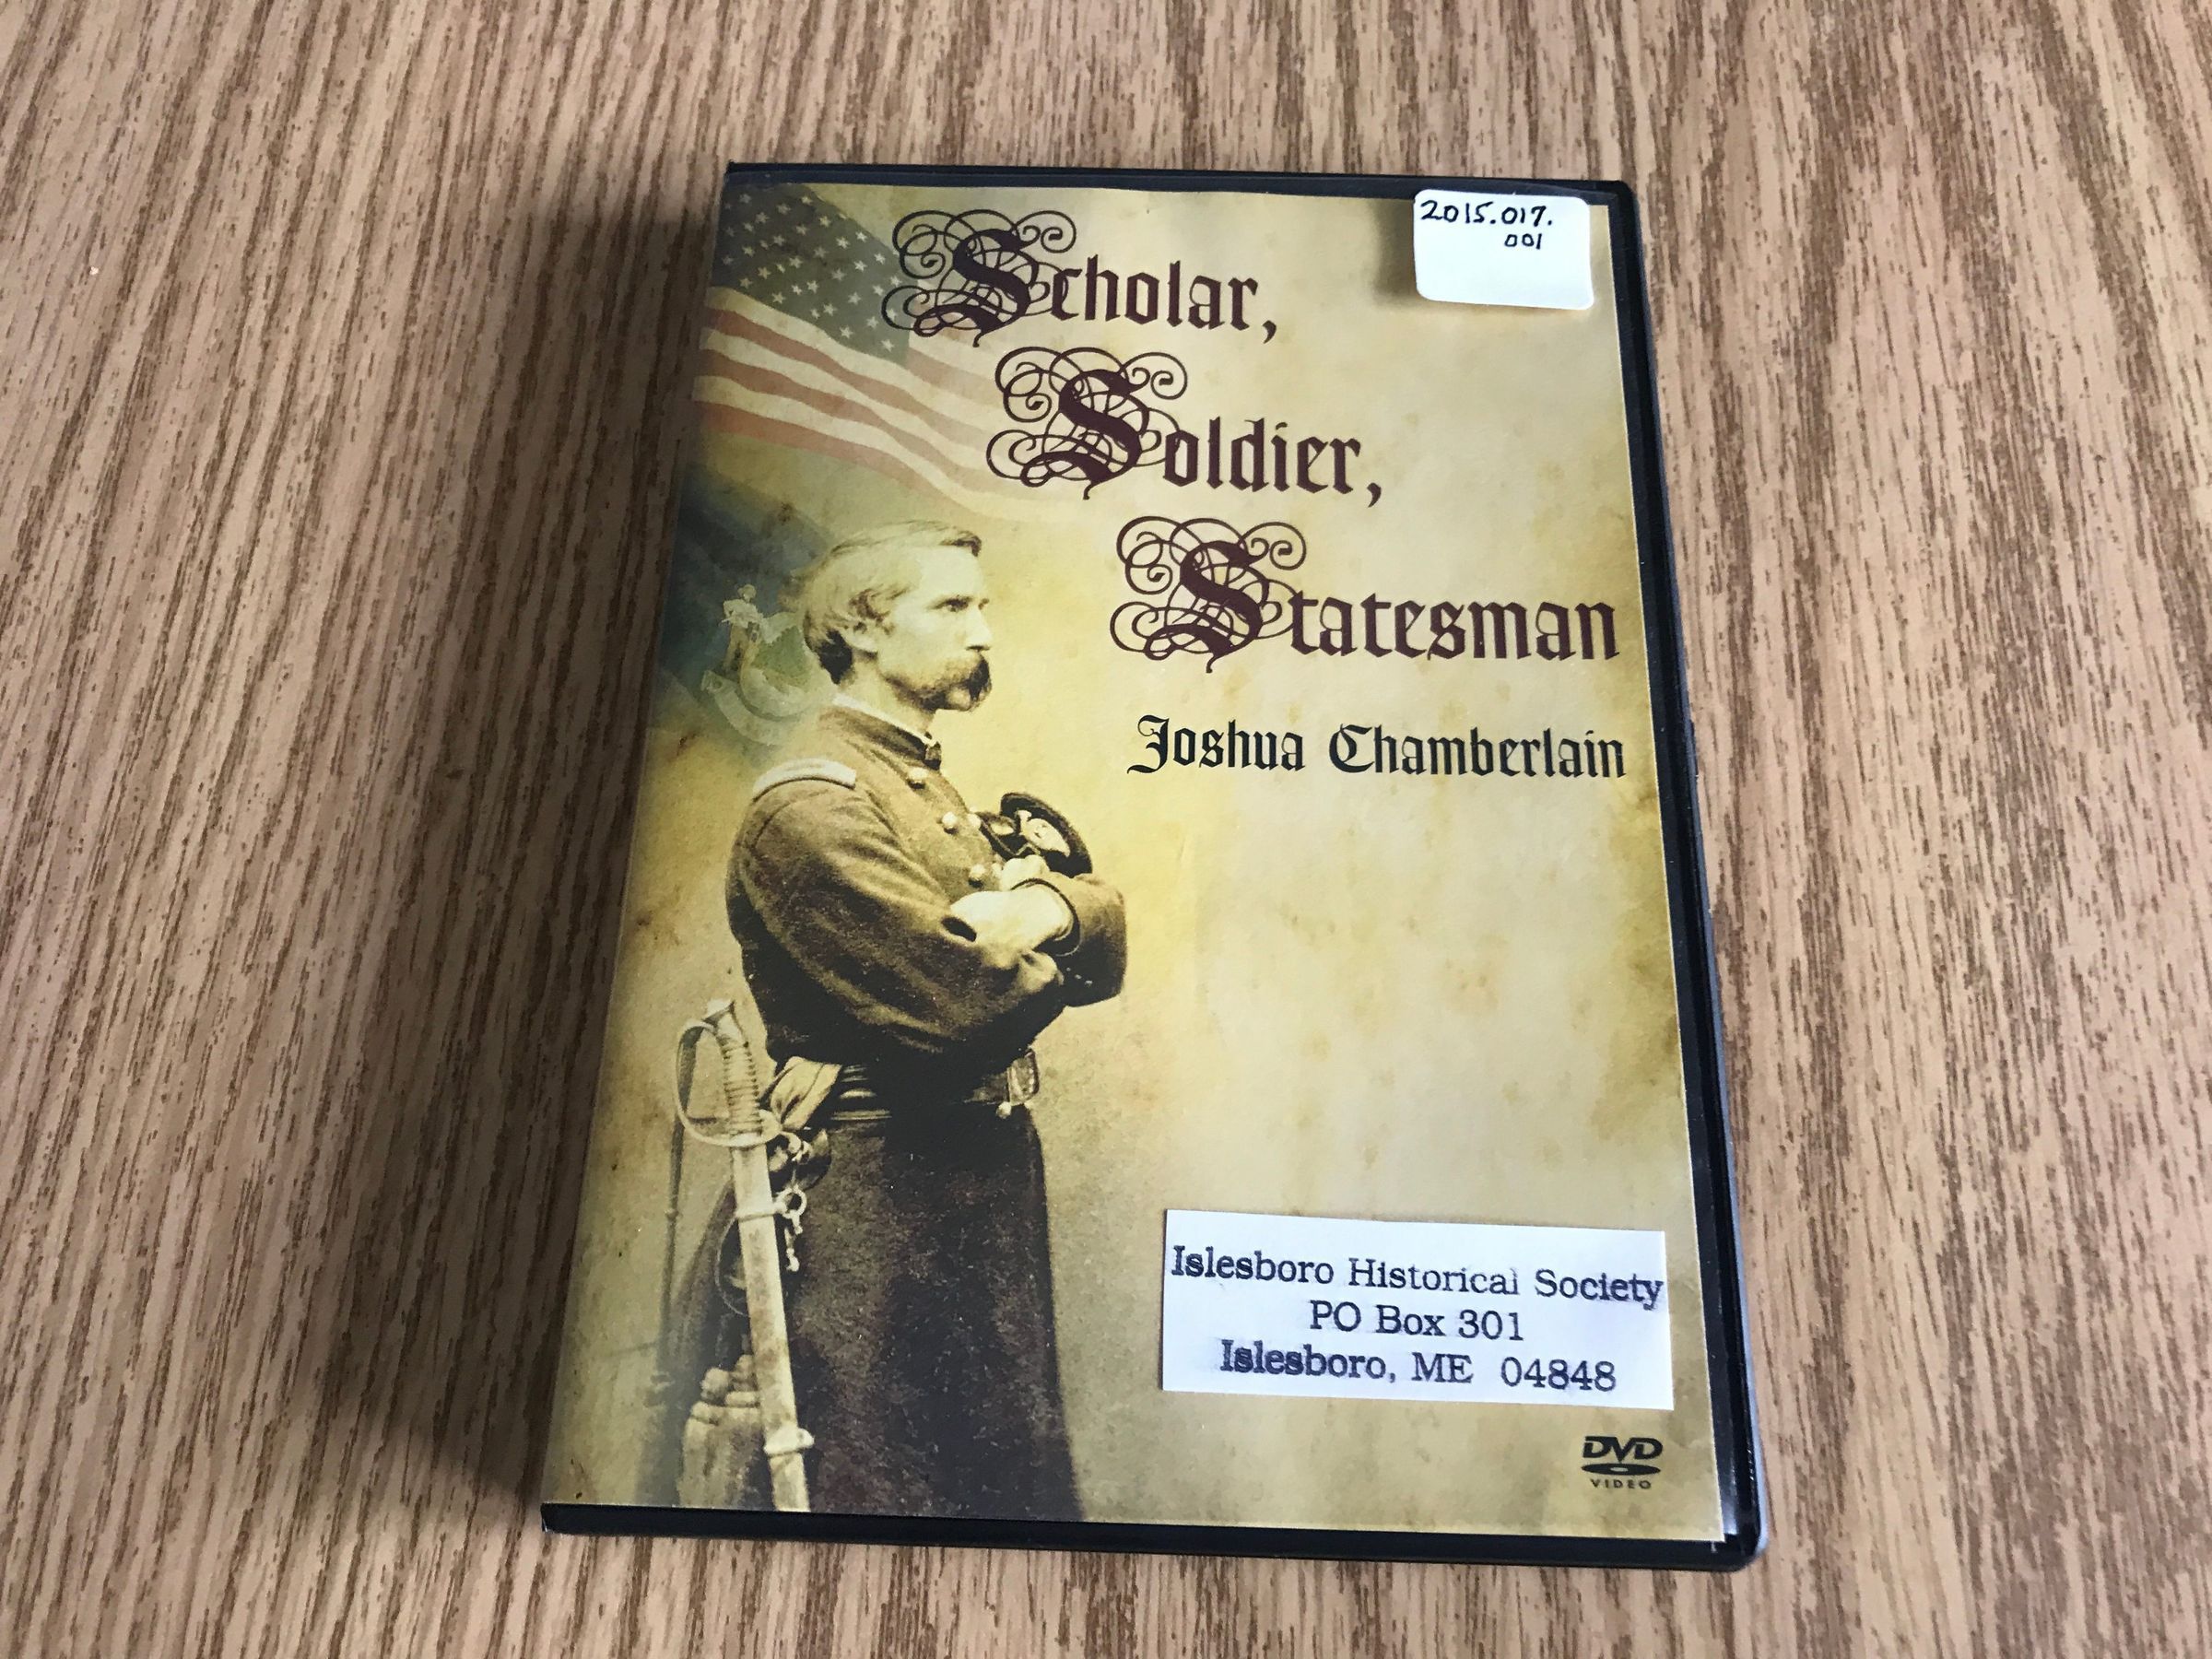 2015.017.
001
Scholar,
Soldier,
Statesman
Joshua Chamberlain
Islesboro Historical Society
PO Box 301
Islesboro, ME 04848
DVD
VIDEO